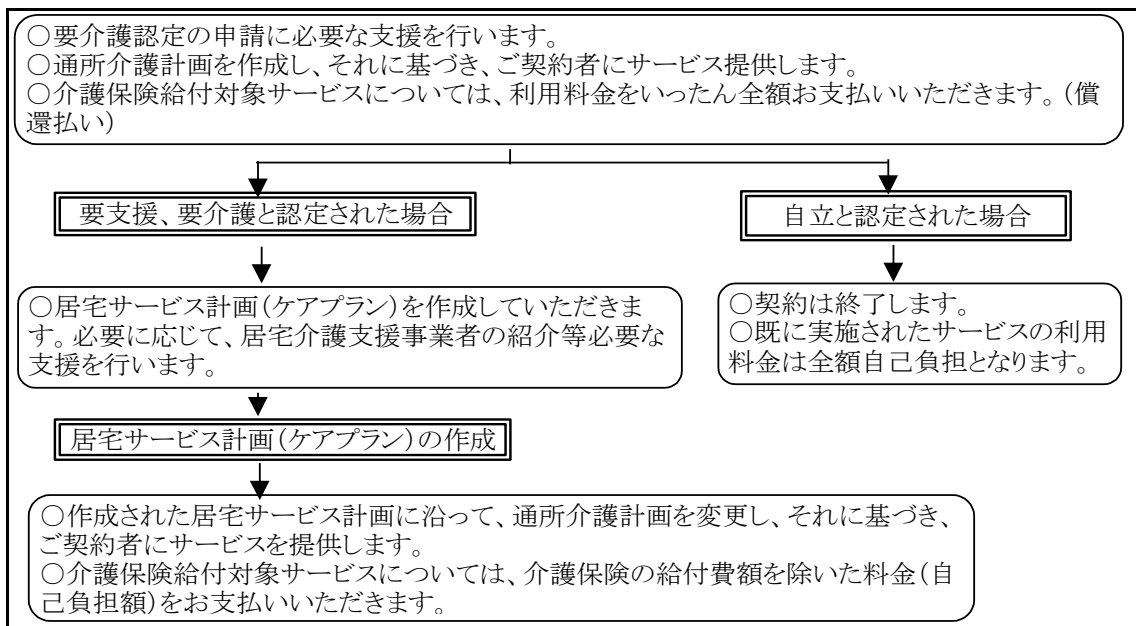 ○要介護認定の申請に必要な支援を行います。
○通所介護計画を作成し、それに基づき、ご契約者にサービス提供します。
○介護保険給付対象サービスについては、利用料金をいったん全額お支払いいただきます。(償
還払い)
要支援、要介護と認定された場合
自立と認定された場合
○居宅サービス計画(ケアプラン)を作成していただきま
す。必要に応じて、居宅介護支援事業者の紹介等必要な
支援を行います。
○契約は終了します。
○既に実施されたサービスの利用
料金は全額自己負担となります。
居宅サービス計画(ケアプラン)の作成
○作成された居宅サービス計画に沿って、通所介護計画を変更し、それに基づき、
ご契約者にサービスを提供します。
○介護保険給付対象サービスについては、介護保険の給付費額を除いた料金(自
己負担額)をお支払いいただきます。